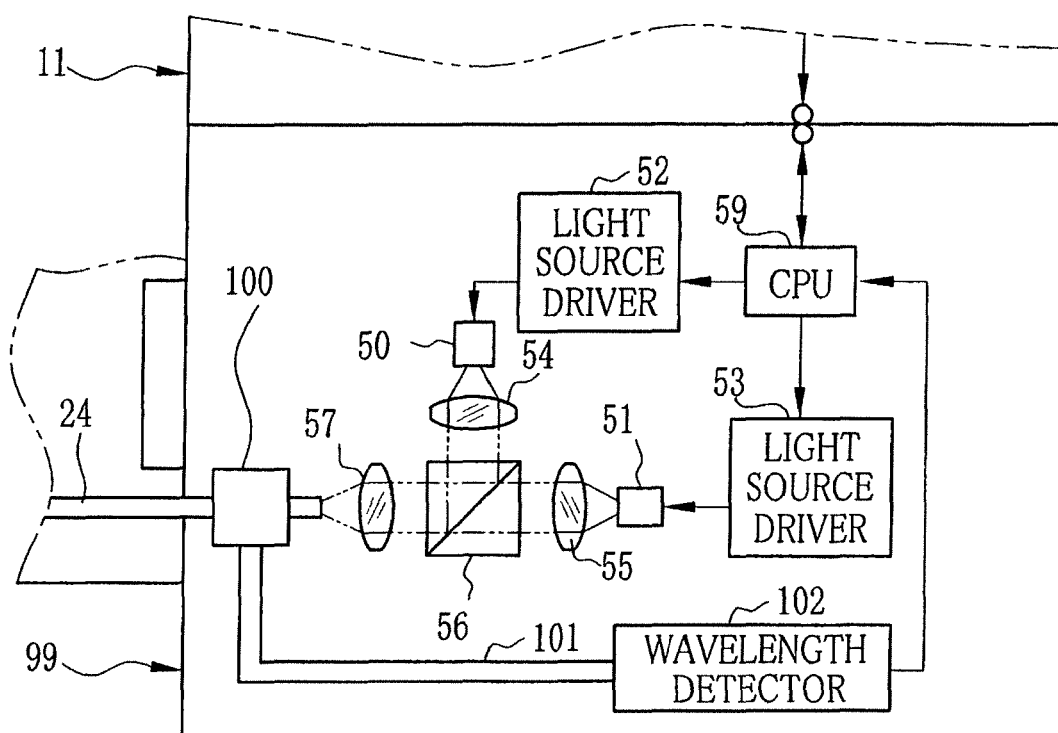 11
52
LIGHT
SOURCE
DRIVER
59
CPU
100
50
54
24
57
51
53
LIGHT
SOURCE
DRIVER
55
56
101
102
WAVELENGTH
DETECTOR
99